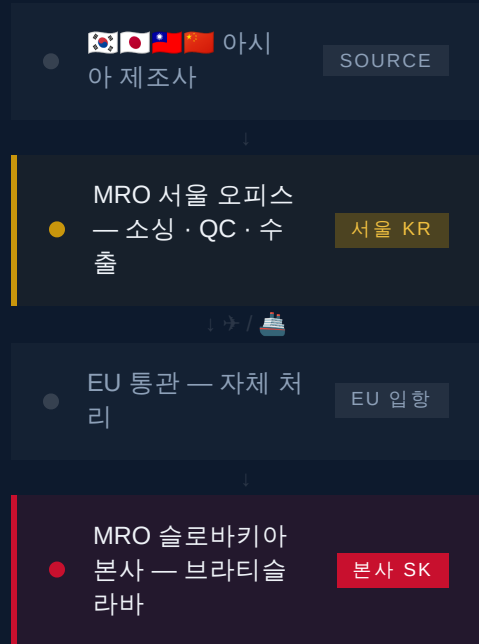 🇰🇷🇯🇵🇹🇼🇨🇳 아시
아 제조사
SOURCE
↓
MRO 서울 오피스
— 소싱 · QC · 수
출
서울 KR
↓ ✈ / 🚢
EU 통관 — 자체 처
리
EU 입항
↓
MRO 슬로바키아
본사 — 브라티슬
라바
본사 SK